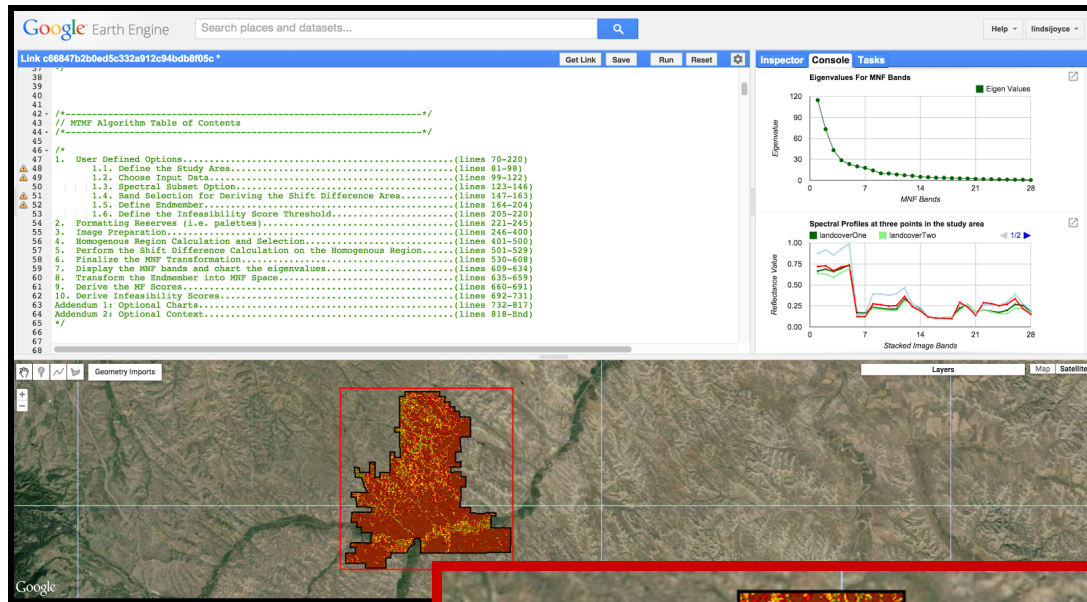 Google Earth Engine
Search places and datasets...
Help
lindsijoyce
Link c66847b2b0ed5c332a912c94bdb8f05c *
Get Link Save Run Reset
37 */
38
39
40
41
42 /*------------------------------------------------------------------------*/
43 // MTMF Algorithm Table of Contents
44 /*------------------------------------------------------------------------*/
45
46 /*
47 1. User Defined Options.............................................(lines 70-220)
48 1.1. Define the Study Area......................................(lines 81-98)
49 1.2. Choose Input Data..........................................(lines 99-122)
50 1.3. Spectral Subset Option.....................................(lines 123-146)
51 1.4. Band Selection for Deriving the Shift Difference Area......(lines 147-163)
52 1.5. Define Endmember...........................................(lines 164-204)
53 1.6. Define the Infeasibility Score Threshold...................(lines 205-220)
54 2. Formatting Reserves (i.e. palettes)..............................(lines 221-245)
55 3. Image Preparation................................................(lines 246-400)
56 4. Homogenous Region Calculation and Selection......................(lines 401-500)
57 5. Perform the Shift Difference Calculation on the Homogenous Region...(lines 501-529)
58 6. Finalize the MNF Transformation..................................(lines 530-608)
59 7. Display the MNF bands and chart the eigenvalues..................(lines 609-634)
60 8. Transform the Endmember into MNF Space...........................(lines 635-659)
61 9. Derive the MF Scores.............................................(lines 660-691)
62 10. Derive Infeasibility Scores.....................................(lines 692-731)
63 Addendum 1: Optional Charts.........................................(lines 732-817)
64 Addendum 2: Optional Context........................................(lines 818-End)
65 */
66
67
68
Inspector Console Tasks
Eigenvalues For MNF Bands
Eigen Values
120
90
60
30
0
Eigenvalue
0 7 14 21 28
MNF Bands
Spectral Profiles at three points in the study area
landcoverOne landcoverTwo 1/2
1.00
0.75
0.50
0.25
0.00
Reflectance Value
0 7 14 21 28
Stacked Image Bands
Geometry Imports
Layers
Map Satellite
+
−
Google